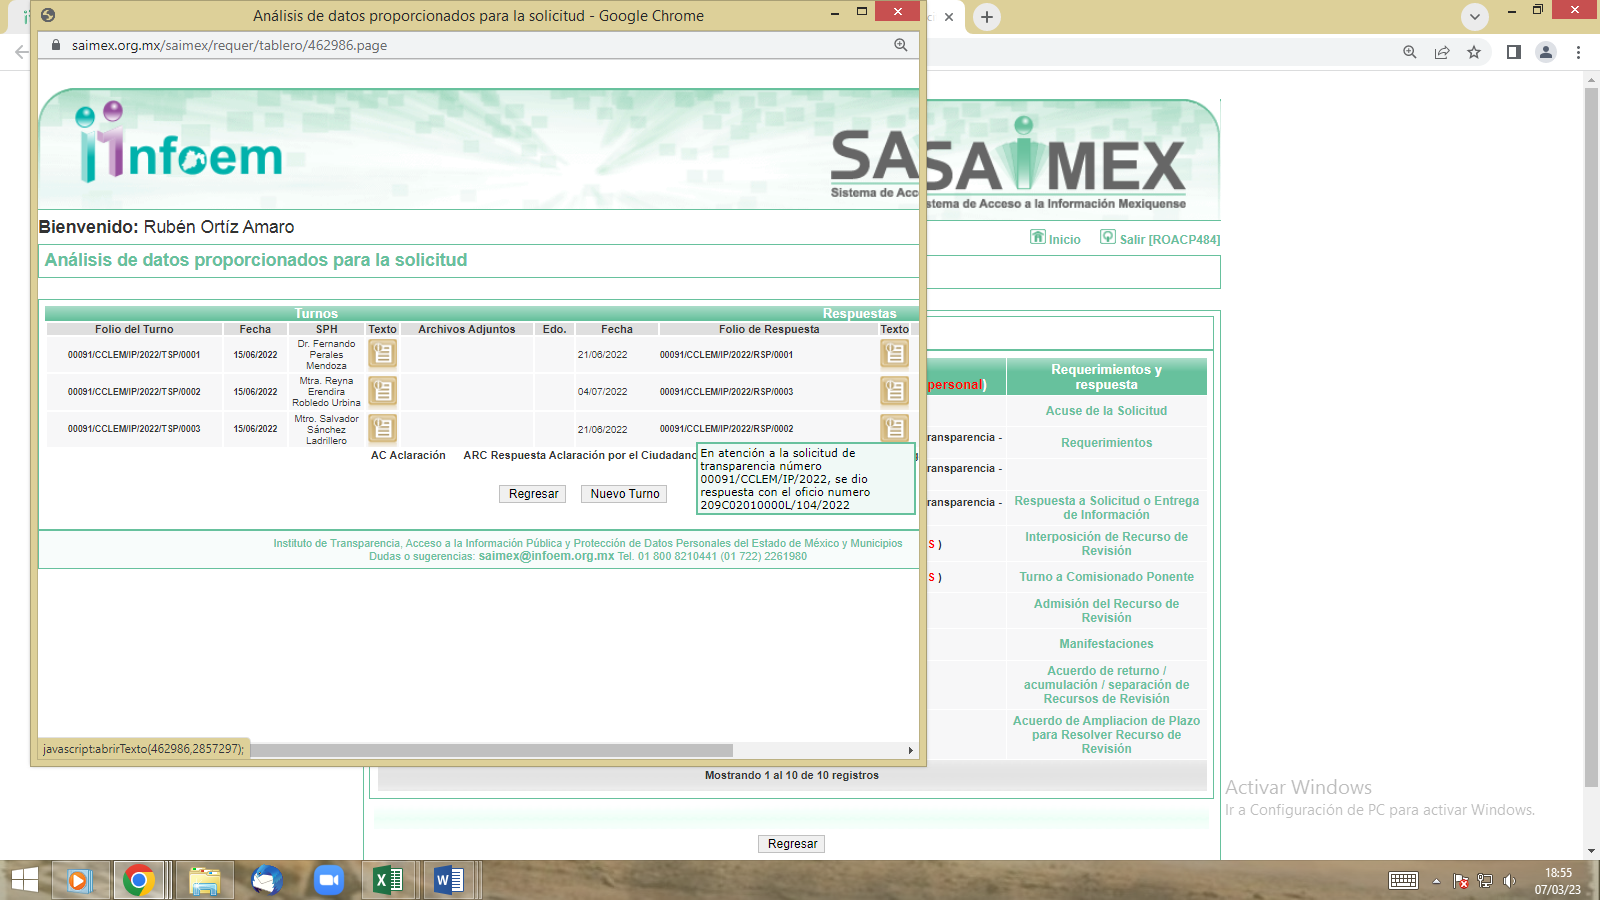 Análisis de datos proporcionados para la solicitud - Google Chrome
saimex.org.mx/saimex/requer/tablero/462986.page
infoem
SA
Sistema de Acc
SAIMEX
stema de Acceso a la Información Mexiquense
Bienvenido: Rubén Ortíz Amaro
Inicio
Salir [ROACP484]
Análisis de datos proporcionados para la solicitud
Turnos
Respuestas
Folio del Turno Fecha SPH Texto Archivos Adjuntos Edo. Fecha Folio de Respuesta Texto
00091/CCLEM/IP/2022/TSP/0001 15/06/2022 Dr. Fernando Perales Mendoza 21/06/2022 00091/CCLEM/IP/2022/RSP/0001
00091/CCLEM/IP/2022/TSP/0002 15/06/2022 Mtra. Reyna Erendira Robledo Urbina 04/07/2022 00091/CCLEM/IP/2022/RSP/0003
00091/CCLEM/IP/2022/TSP/0003 15/06/2022 Mtro. Salvador Sánchez Ladrillero 21/06/2022 00091/CCLEM/IP/2022/RSP/0002
AC Aclaración ARC Respuesta Aclaración por el Ciudadano
En atención a la solicitud de
transparencia número
00091/CCLEM/IP/2022, se dio
respuesta con el oficio numero
209C02010000L/104/2022
Regresar
Nuevo Turno
Instituto de Transparencia, Acceso a la Información Pública y Protección de Datos Personales del Estado de México y Municipios
Dudas o sugerencias: saimex@infoem.org.mx Tel. 01 800 8210441 (01 722) 2261980
javascript:abrirTexto(462986,2857297);
personal)
Requerimientos y
respuesta
Acuse de la Solicitud
ransparencia -
Requerimientos
ransparencia -
ransparencia -
Respuesta a Solicitud o Entrega
de Información
S )
Interposición de Recurso de
Revisión
S )
Turno a Comisionado Ponente
Admisión del Recurso de
Revisión
Manifestaciones
Acuerdo de returno /
acumulación / separación de
Recursos de Revisión
Acuerdo de Ampliacion de Plazo
para Resolver Recurso de
Revisión
Mostrando 1 al 10 de 10 registros
Regresar
Activar Windows
Ir a Configuración de PC para activar Windows.
18:55
07/03/23